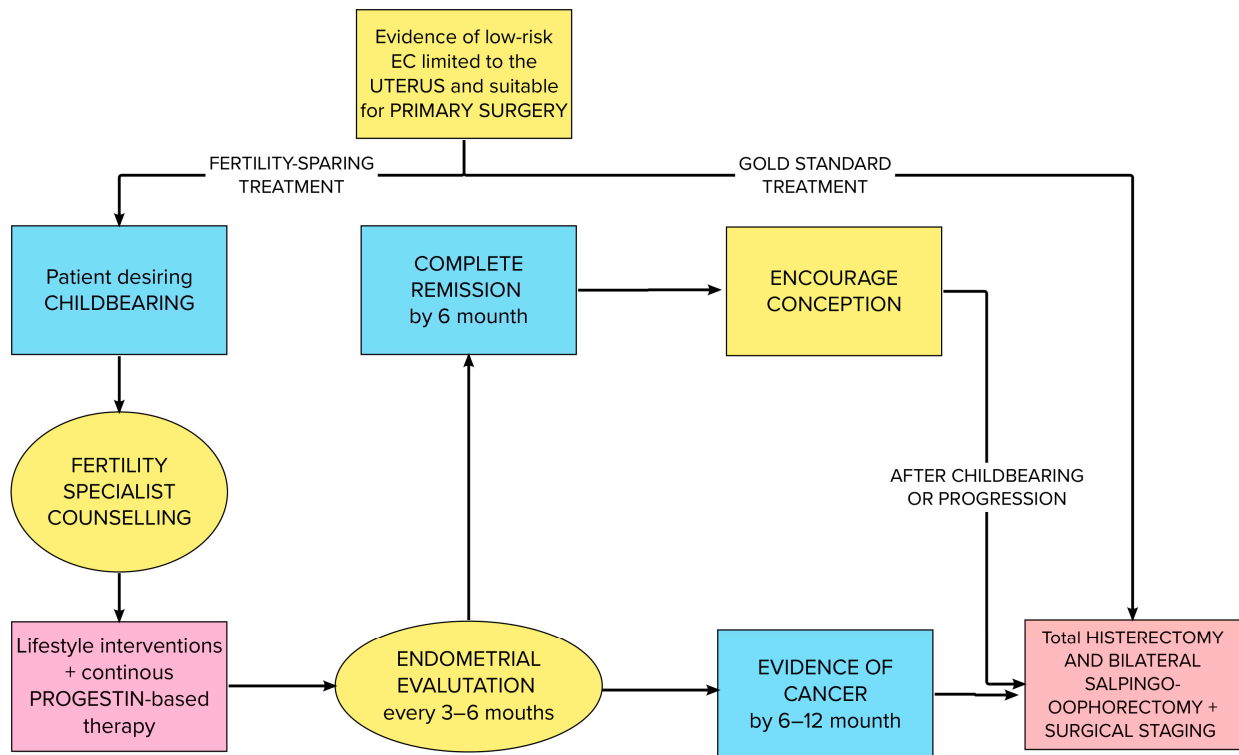 Evidence of low-risk
EC limited to the
UTERUS and suitable
for PRIMARY SURGERY
FERTILITY-SPARING
TREATMENT
GOLD STANDARD
TREATMENT
Patient desiring
CHILDBEARING
COMPLETE
REMISSION
by 6 mounth
ENCOURAGE
CONCEPTION
FERTILITY
SPECIALIST
COUNSELLING
AFTER CHILDBEARING
OR PROGRESSION
Lifestyle interventions
+ continous
PROGESTIN-based
therapy
ENDOMETRIAL
EVALUTATION
every 3–6 mouths
EVIDENCE OF
CANCER
by 6–12 mounth
Total HISTERECTOMY
AND BILATERAL
SALPINGO-
OOPHORECTOMY +
SURGICAL STAGING